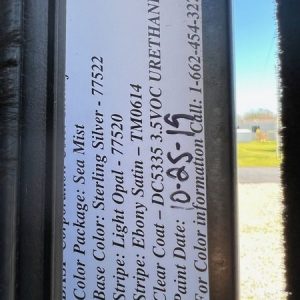 Color Package: Sea Mist
Base Color: Sterling Silver - 77522
Stripe: Light Opal - 77520
Stripe: Ebony Satin – TM0614
Clear Coat – DC5335 3.5VOC URETHANE
Paint Date: 10-25-19
For Color information Call: 1-662-454-32